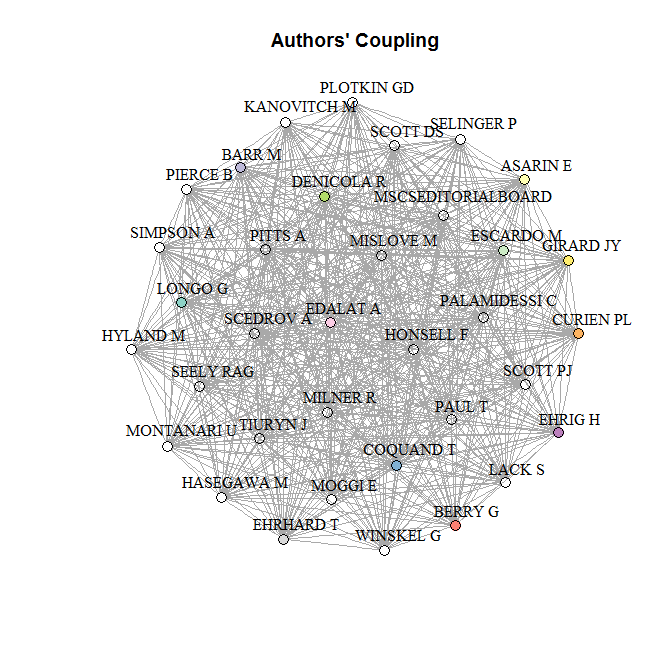 Authors' Coupling
PLOTKIN GD
KANOVITCH M
SELINGER P
SCOTT DS
BARR M
ASARIN E
PIERCE B
DENICOLA R
MSCSEDITORIALBOARD
SIMPSON A
PITTS A
MISLOVE M
ESCARDO M
GIRARD JY
LONGO G
PALAMIDESSI C
EDALAT A
SCEDROV A
CURIEN PL
HYLAND M
HONSELL F
SEELY RAG
SCOTT PJ
MILNER R
PAUL T
EHRIG H
TIURYN J
MONTANARI U
COQUAND T
LACK S
HASEGAWA M
MOGGI E
BERRY G
EHRHARD T
WINSKEL G